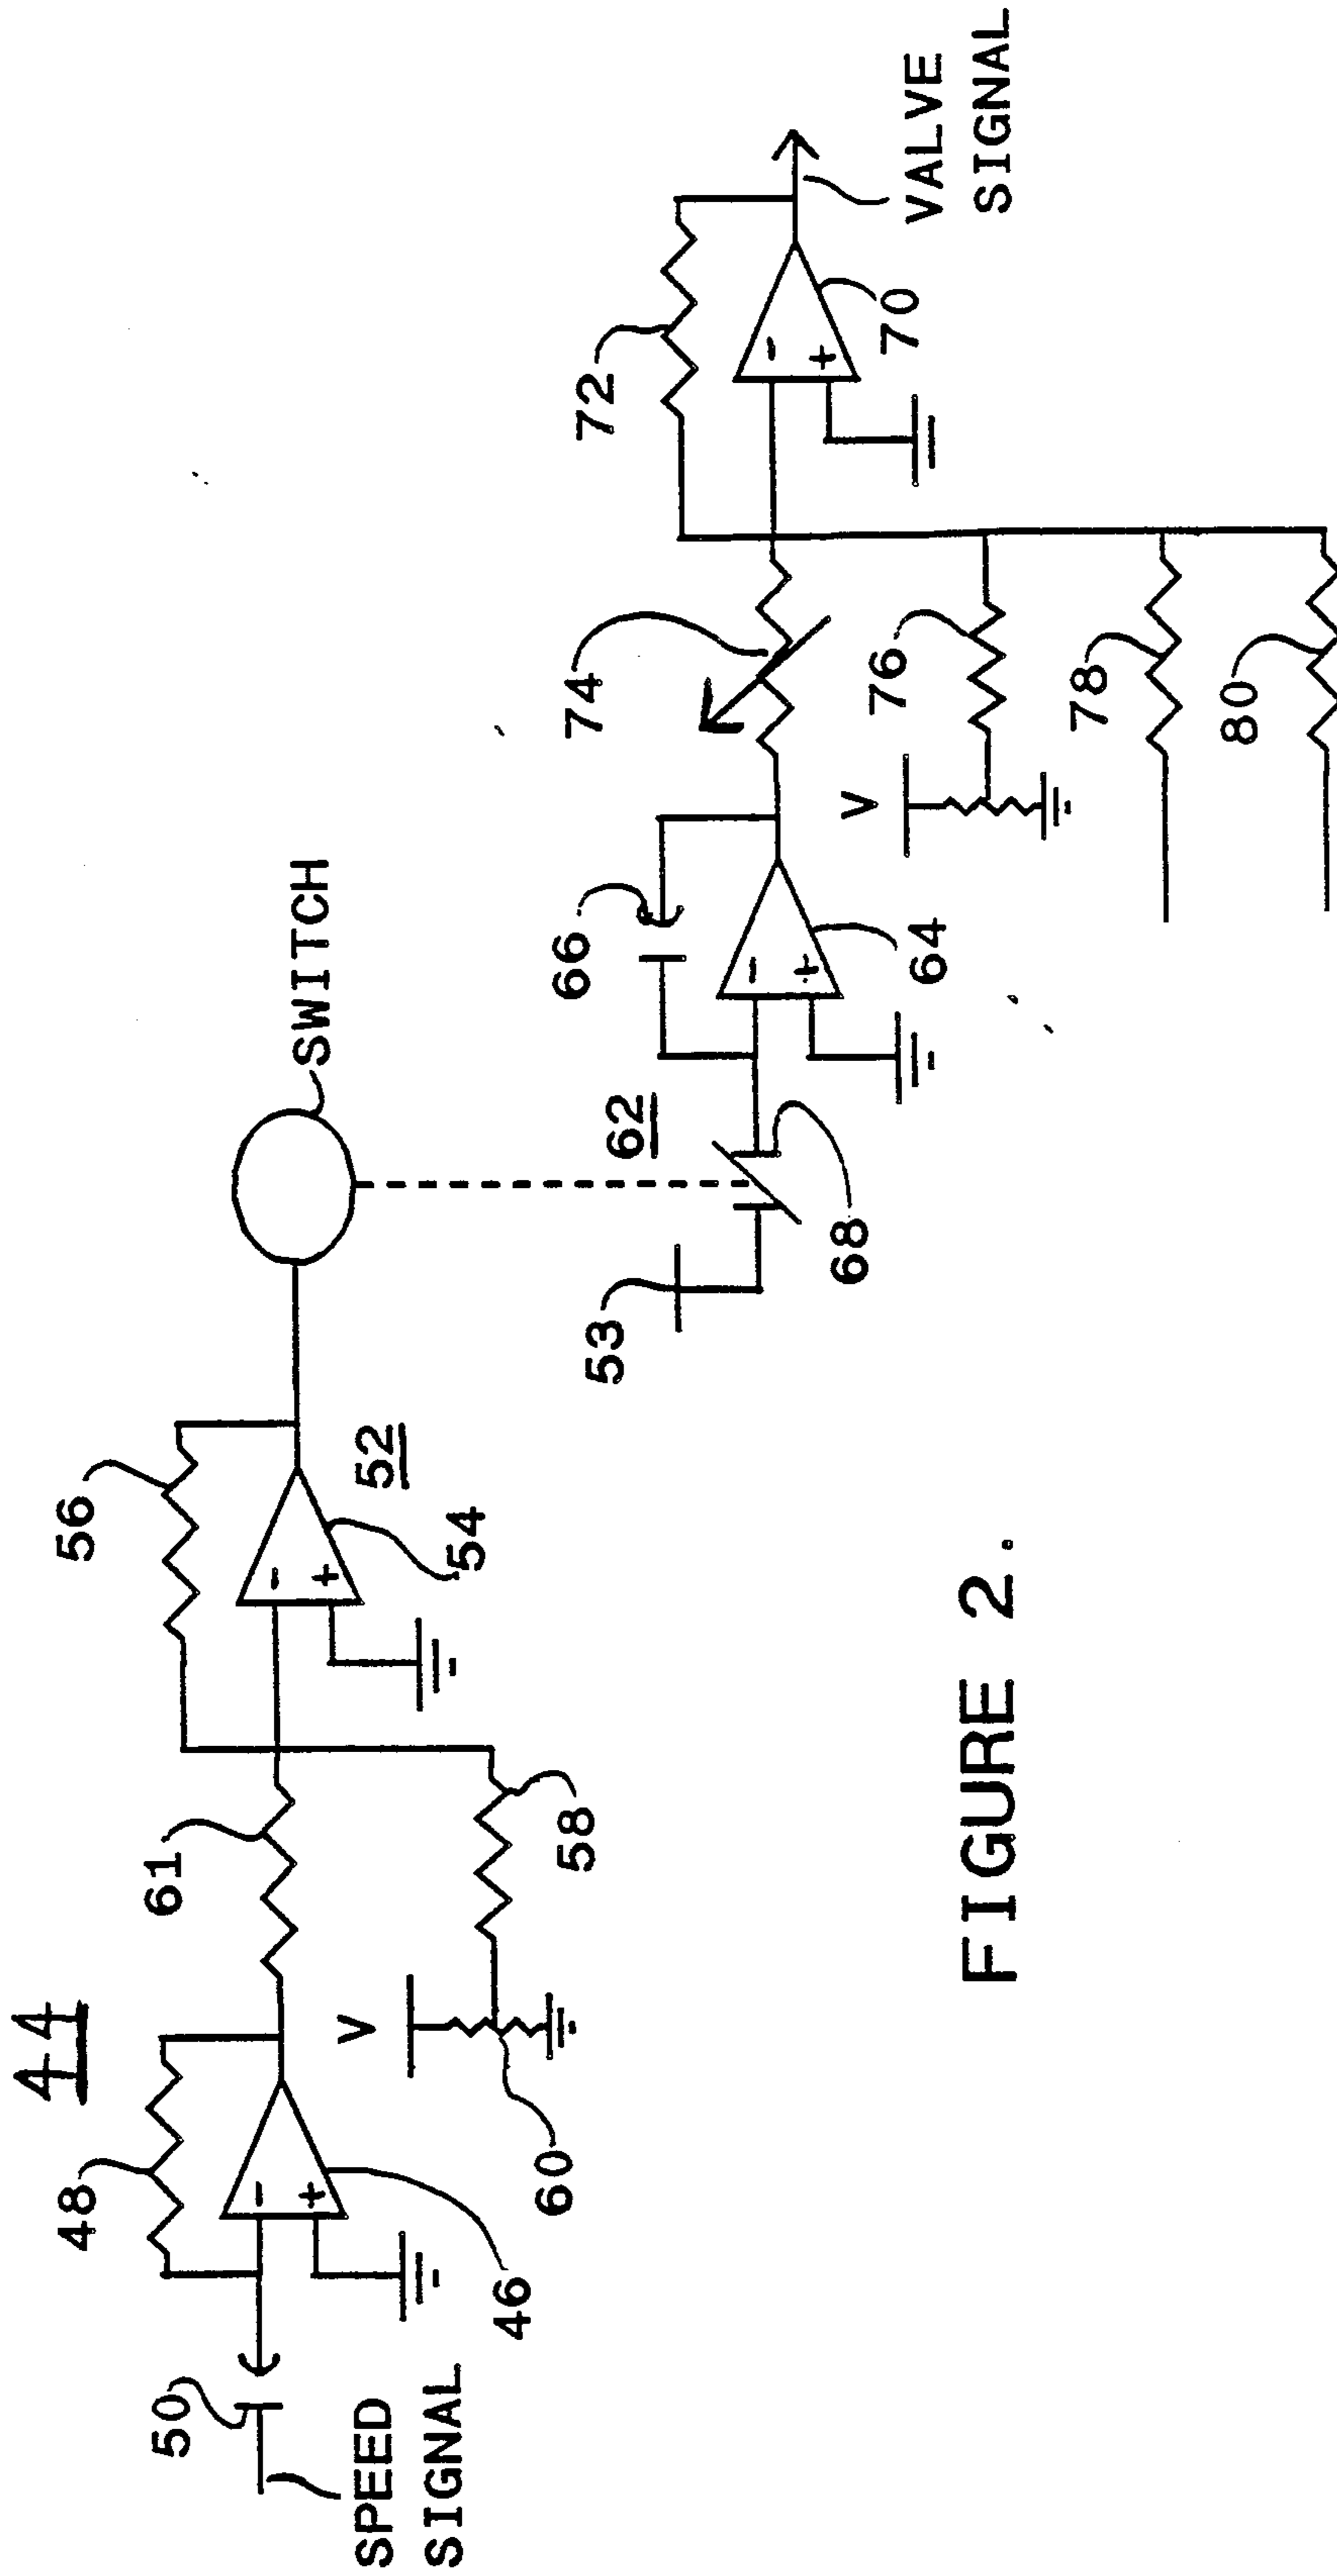 44
48
50
46
SPEED
SIGNAL
61
V
60
58
56
54
52
SWITCH
53
62
68
66
64
74
V
76
78
80
72
70
VALVE
SIGNAL
- + - + - + - +
FIGURE 2.